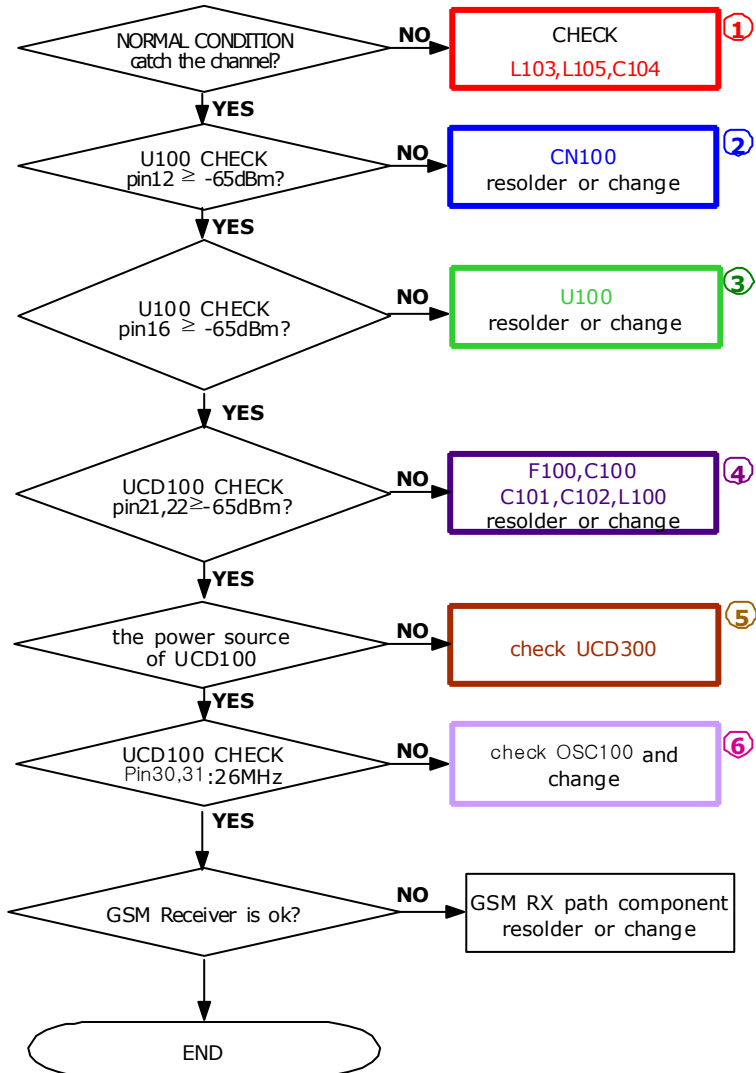 NORMAL CONDITION
catch the channel?
NO
CHECK
L103,L105,C104
1
YES
U100 CHECK
pin12 ≥ -65dBm?
NO
CN100
resolder or change
2
YES
U100 CHECK
pin16 ≥ -65dBm?
NO
U100
resolder or change
3
YES
UCD100 CHECK
pin21,22≥-65dBm?
NO
F100,C100
C101,C102,L100
resolder or change
4
YES
the power source
of UCD100
NO
check UCD300
5
YES
UCD100 CHECK
Pin30,31:26MHz
NO
check OSC100 and
change
6
YES
GSM Receiver is ok?
NO
GSM RX path component
resolder or change
END